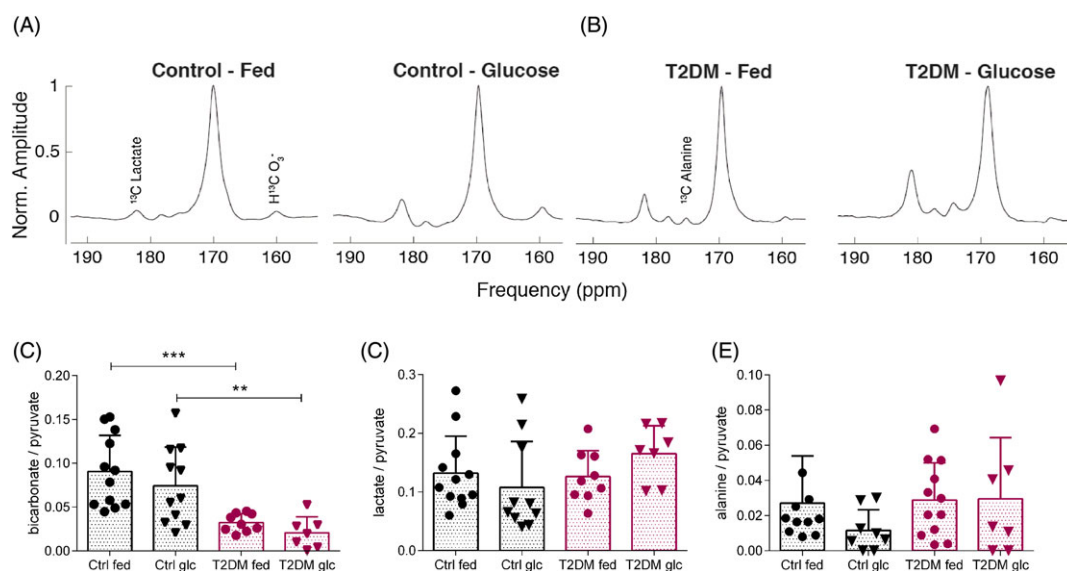 (A)
(B)
Control - Fed
Control - Glucose
T2DM - Fed
T2DM - Glucose
Norm. Amplitude
1
0.5
0
¹³C Lactate
H¹³C O₃⁻
¹³C Alanine
190 180 170 160
190 180 170 160
190 180 170 160
190 180 170 160
Frequency (ppm)
(C)
bicarbonate / pyruvate
0.20
0.15
0.10
0.05
0.00
***
**
Ctrl fed Ctrl glc T2DM fed T2DM glc
(C)
lactate / pyruvate
0.3
0.2
0.1
0.0
Ctrl fed Ctrl glc T2DM fed T2DM glc
(E)
alanine / pyruvate
0.10
0.08
0.06
0.04
0.02
0.00
Ctrl fed Ctrl glc T2DM fed T2DM glc